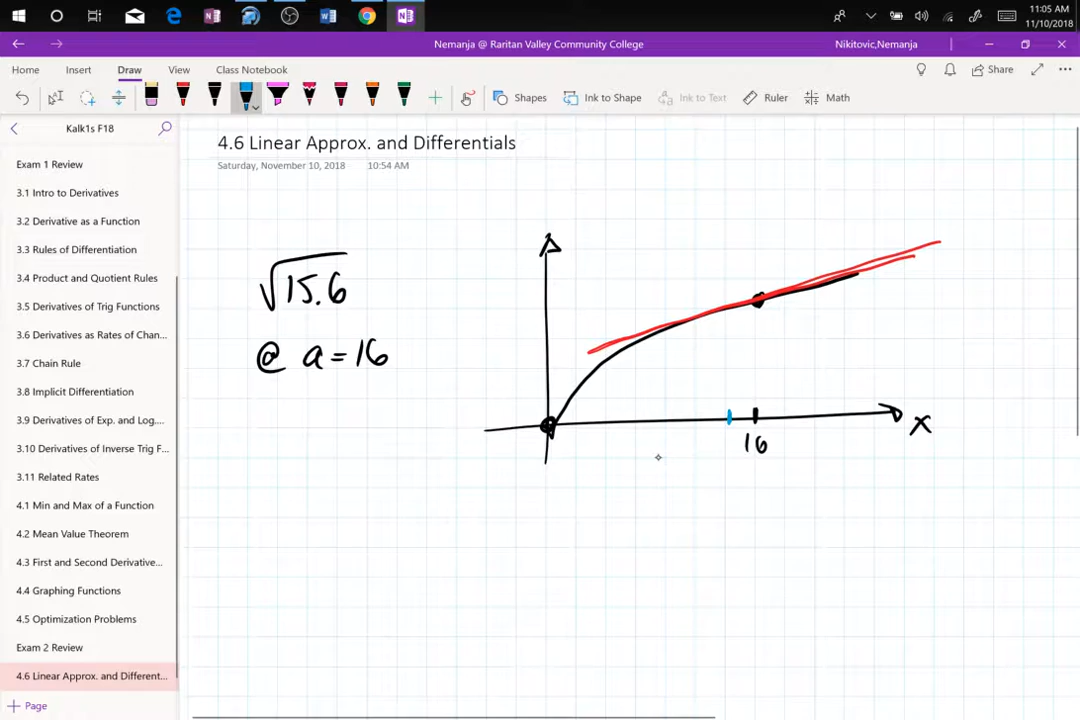 11:05 AM
11/10/2018
Nemanja @ Raritan Valley Community College
Nikitovic,Nemanja
Home Insert Draw View Class Notebook
Share
Shapes Ink to Shape Ink to Text Ruler Math
Kalk1s F18
Exam 1 Review
3.1 Intro to Derivatives
3.2 Derivative as a Function
3.3 Rules of Differentiation
3.4 Product and Quotient Rules
3.5 Derivatives of Trig Functions
3.6 Derivatives as Rates of Chan...
3.7 Chain Rule
3.8 Implicit Differentiation
3.9 Derivatives of Exp. and Log....
3.10 Derivatives of Inverse Trig F...
3.11 Related Rates
4.1 Min and Max of a Function
4.2 Mean Value Theorem
4.3 First and Second Derivative...
4.4 Graphing Functions
4.5 Optimization Problems
Exam 2 Review
4.6 Linear Approx. and Different...
Page
4.6 Linear Approx. and Differentials
Saturday, November 10, 2018 10:54 AM
√15.6
@ a=16
16
x